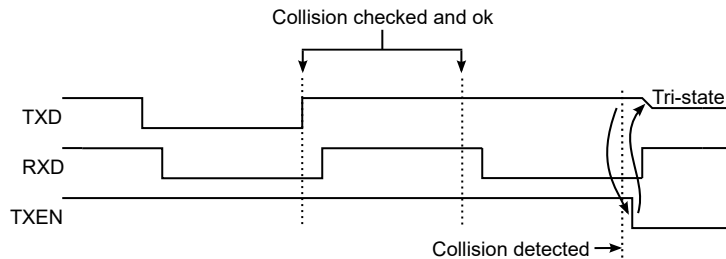 Collision checked and ok
Tri-state
TXD
RXD
TXEN
Collision detected